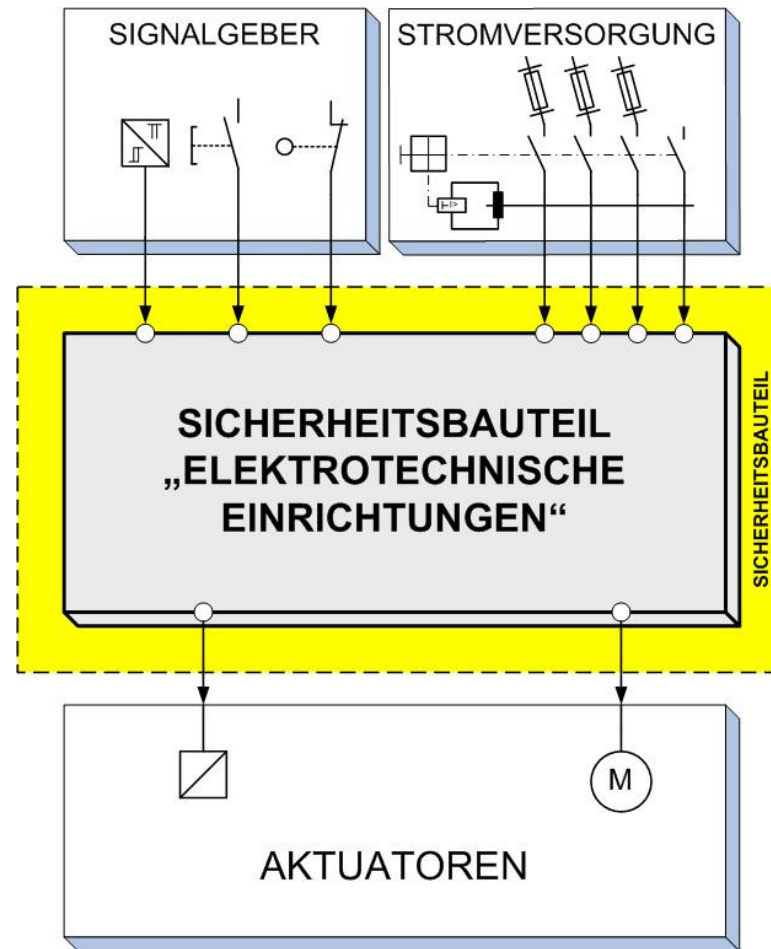 SIGNALGEBER
STROMVERSORGUNG
SICHERHEITSBAUTEIL
„ELEKTROTECHNISCHE
EINRICHTUNGEN“
SICHERHEITSBAUTEIL
M
AKTUATOREN